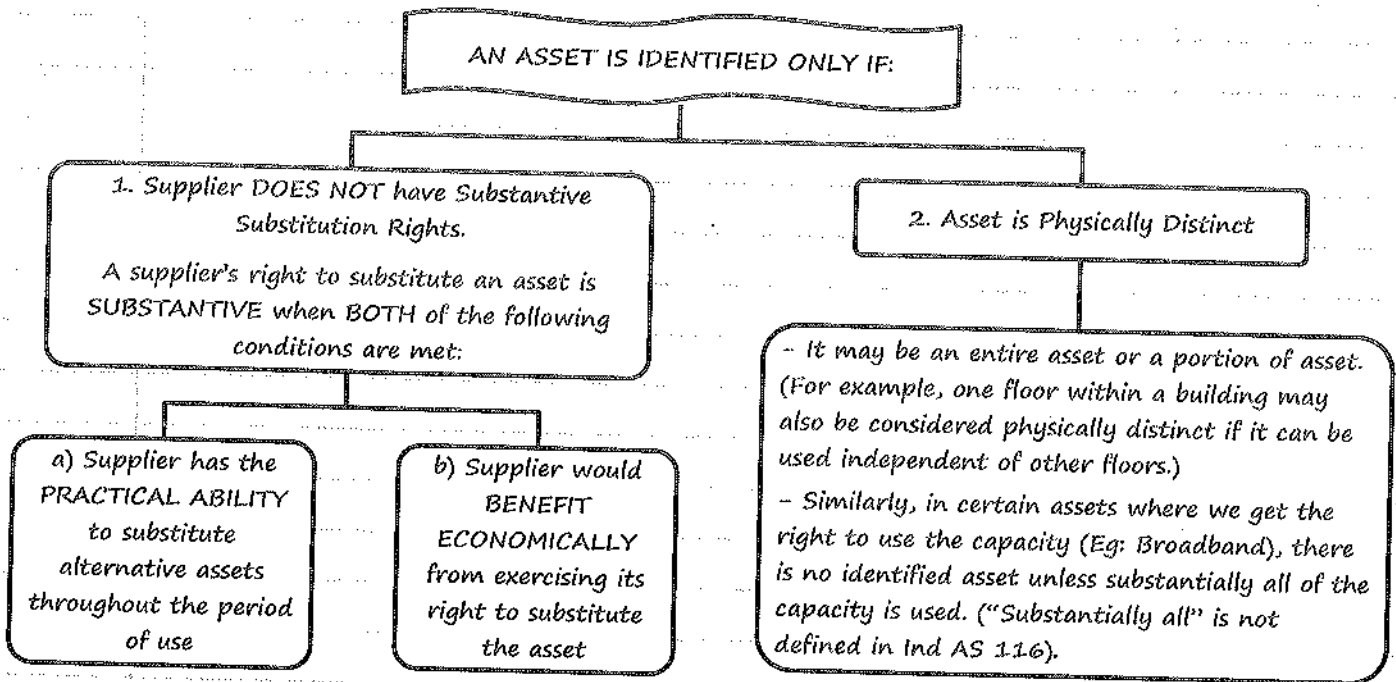 AN ASSET IS IDENTIFIED ONLY IF:
1. Supplier DOES NOT have Substantive
Substitution Rights.
A supplier's right to substitute an asset is
SUBSTANTIVE when BOTH of the following
conditions are met:
a) Supplier has the
PRACTICAL ABILITY
to substitute
alternative assets
throughout the period
of use
b) Supplier would
BENEFIT
ECONOMICALLY
from exercising its
right to substitute
the asset
2. Asset is Physically Distinct
- It may be an entire asset or a portion of asset.
(For example, one floor within a building may
also be considered physically distinct if it can be
used independent of other floors.)
- Similarly, in certain assets where we get the
right to use the capacity (Eg: Broadband), there
is no identified asset unless substantially all of the
capacity is used. ("Substantially all" is not
defined in Ind AS 116).